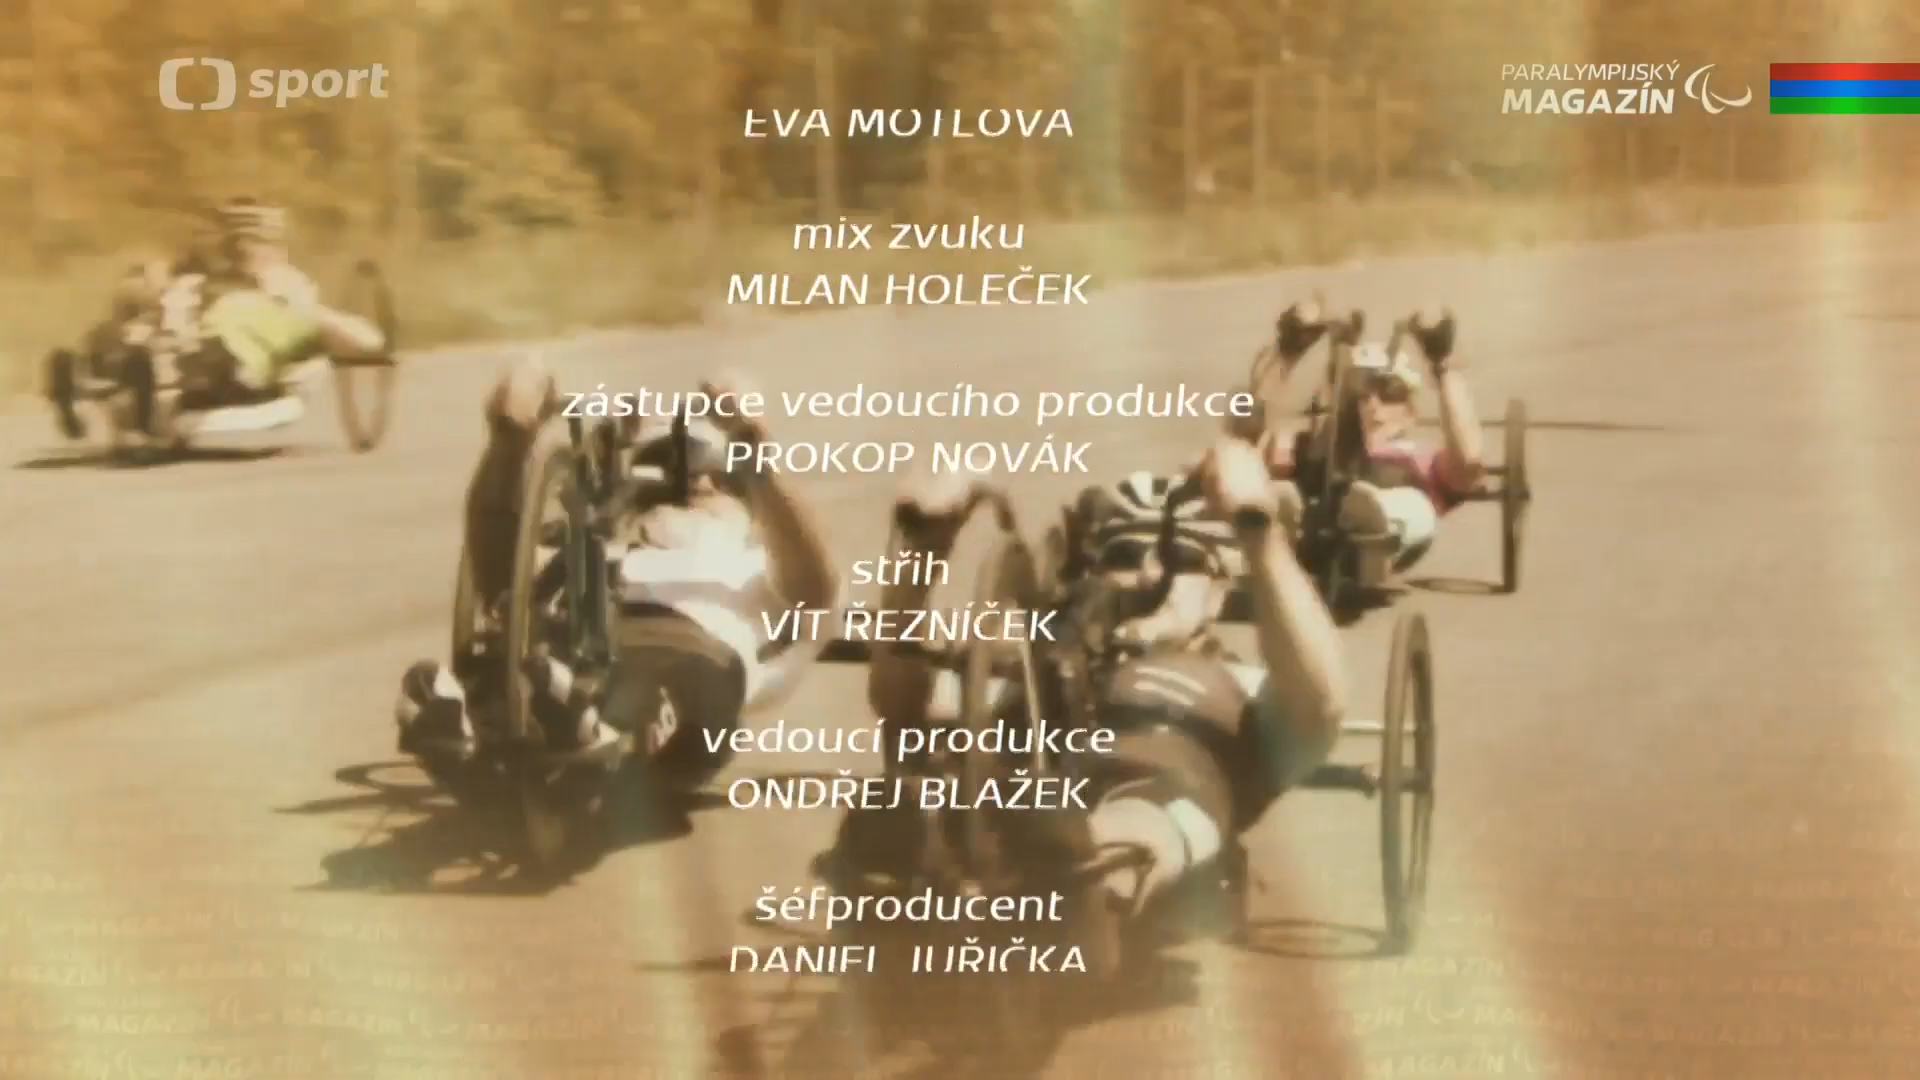 sport
PARALYMPIJSKÝ
MAGAZÍN
EVA MOTLOVÁ
mix zvuku
MILAN HOLEČEK
zástupce vedoucího produkce
PROKOP NOVÁK
střih
VÍT ŘEZNÍČEK
vedoucí produkce
ONDŘEJ BLAŽEK
šéfproducent
DANIEL JUŘIČKA